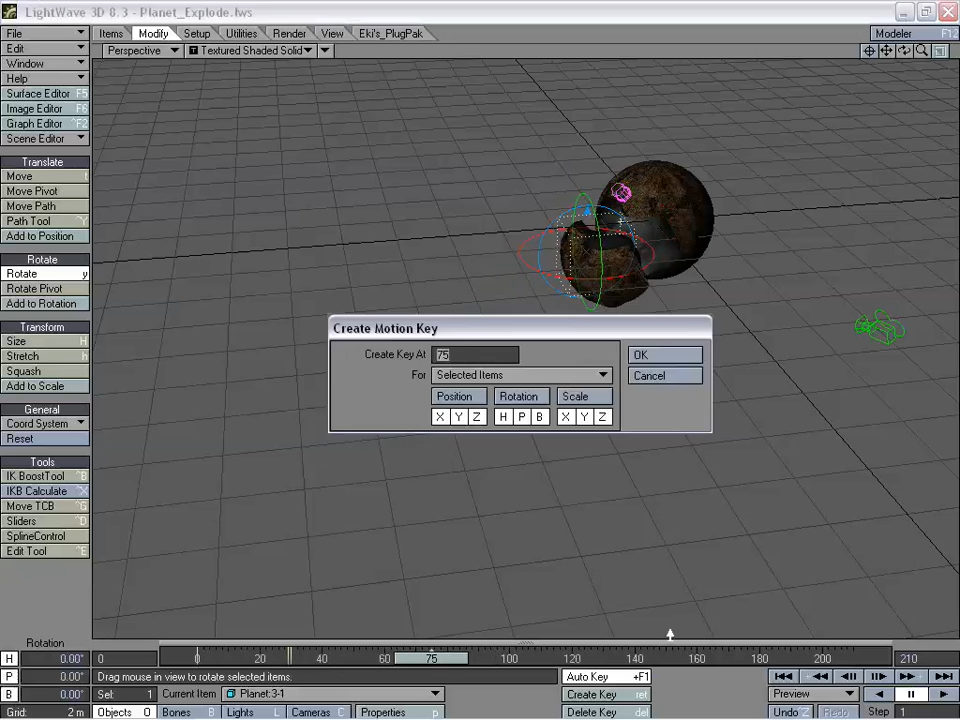 LightWave 3D 8.3 - Planet_Explode.lws
File Items Modify Setup Utilities Render View Eki's_PlugPak Modeler F12
Edit Perspective Textured Shaded Solid
Window
Help
Surface Editor F5
Image Editor F6
Graph Editor ^F2
Scene Editor
Translate
Move t
Move Pivot
Move Path
Path Tool ^Y
Add to Position
Rotate
Rotate y
Rotate Pivot
Add to Rotation
Transform
Size H
Stretch h
Squash
Add to Scale
General
Coord System
Reset
Tools
IK BoostTool ^B
IKB Calculate ^X
Move TCB ^G
Sliders ^D
SplineControl
Edit Tool ^E
Create Motion Key
Create Key At 75 OK
For Selected Items Cancel
Position Rotation Scale
X Y Z H P B X Y Z
Rotation
H 0.00° 0 0 20 40 60 75 100 120 140 160 180 200 210
P 0.00° Drag mouse in view to rotate selected items. Auto Key +F1
B 0.00° Sel: 1 Current Item Planet:3-1 Create Key ret Preview
Grid: 2 m Objects O Bones B Lights L Cameras C Properties p Delete Key del Undo ^Z Redo Step 1